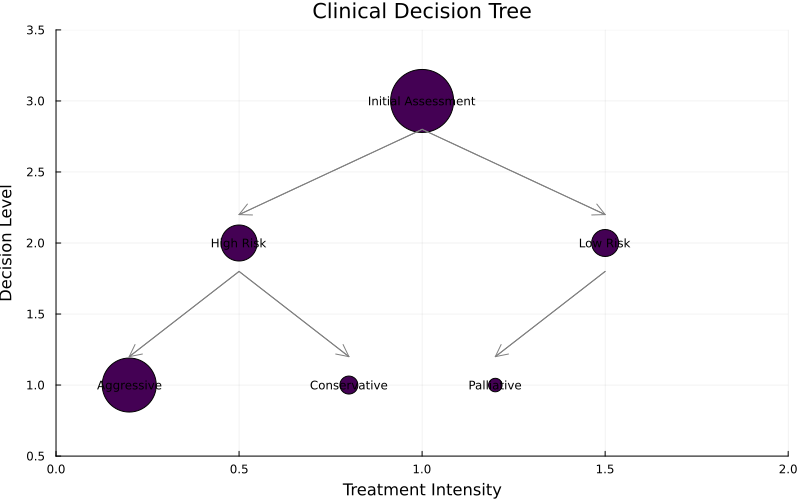 Clinical Decision Tree
3.5
3.0
2.5
2.0
1.5
1.0
0.5
Decision Level
Initial Assessment
High Risk
Low Risk
Aggressive
Conservative
Palliative
0.0
0.5
1.0
1.5
2.0
Treatment Intensity